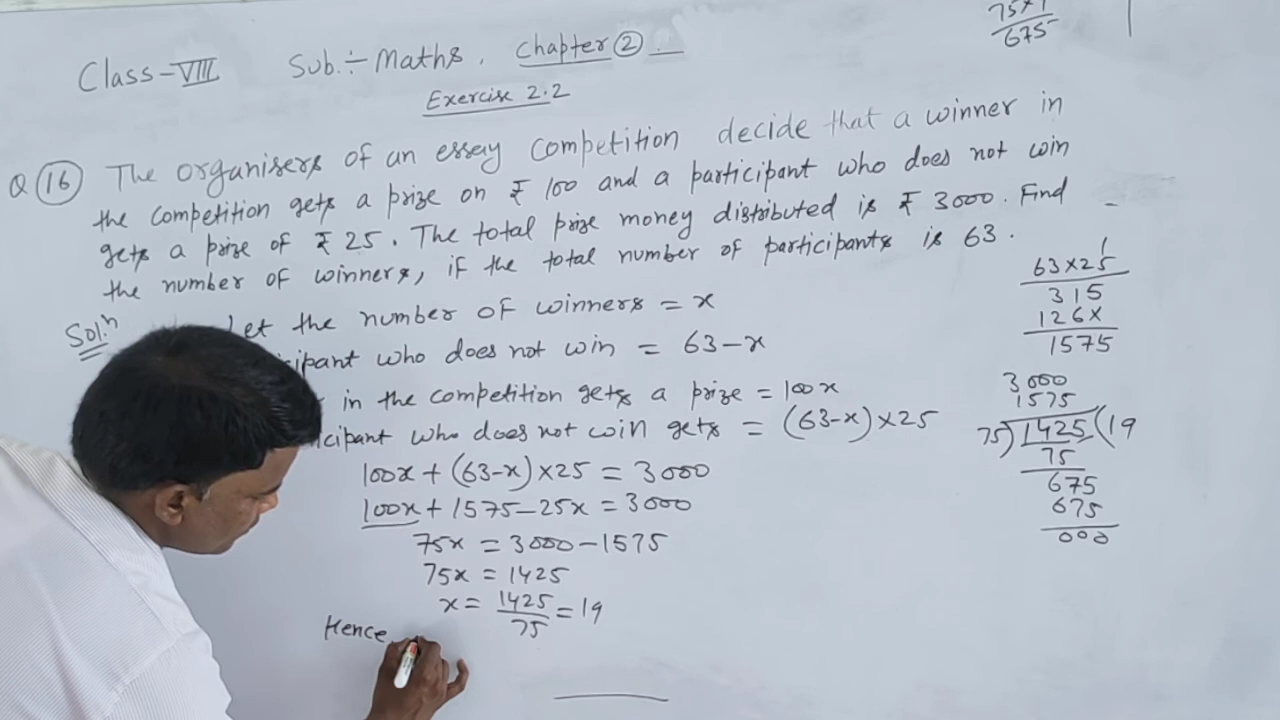 75×1
675
Class-VIII Sub.÷ Maths, Chapter ②
Exercise 2.2
Q ⑯ The organisers of an essay competition decide that a winner in
the competition gets a prize on ₹ 100 and a participant who does not win
gets a prize of ₹ 25. The total prize money distributed is ₹ 3000. Find
the number of winners, if the total number of participants is 63.
Sol.ⁿ Let the number of winners = x
who does not win = 63-x
in the competition gets a prize = 100x
who does not win gets = (63-x)×25
100x + (63-x)×25 = 3000
100x + 1575-25x = 3000
75x = 3000-1575
75x = 1425
x = 1425/75 = 19
Hence,
1
63×25
315
126×
1575
3000
1575
75)1425(19
75
675
675
000